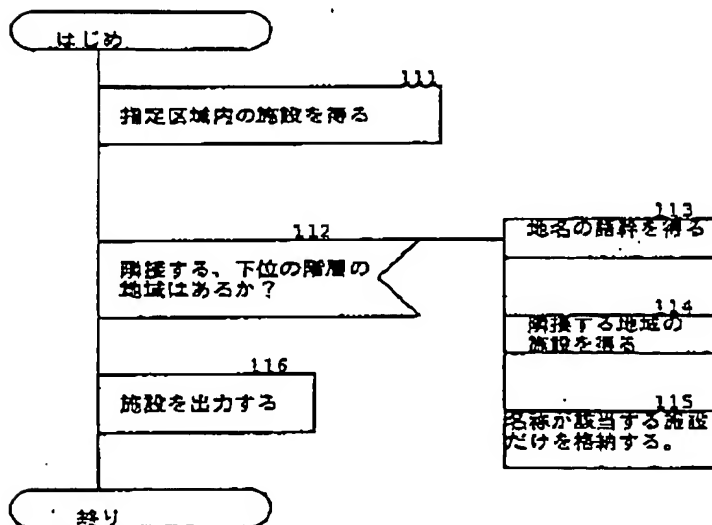 はじめ
111
指定区域内の施設を得る
112
隣接する、下位の階層の
地域はあるか？
113
地名の語幹を得る
114
隣接する地域の
施設を得る
115
名称が該当する施設
だけを格納する。
116
施設を出力する
終り